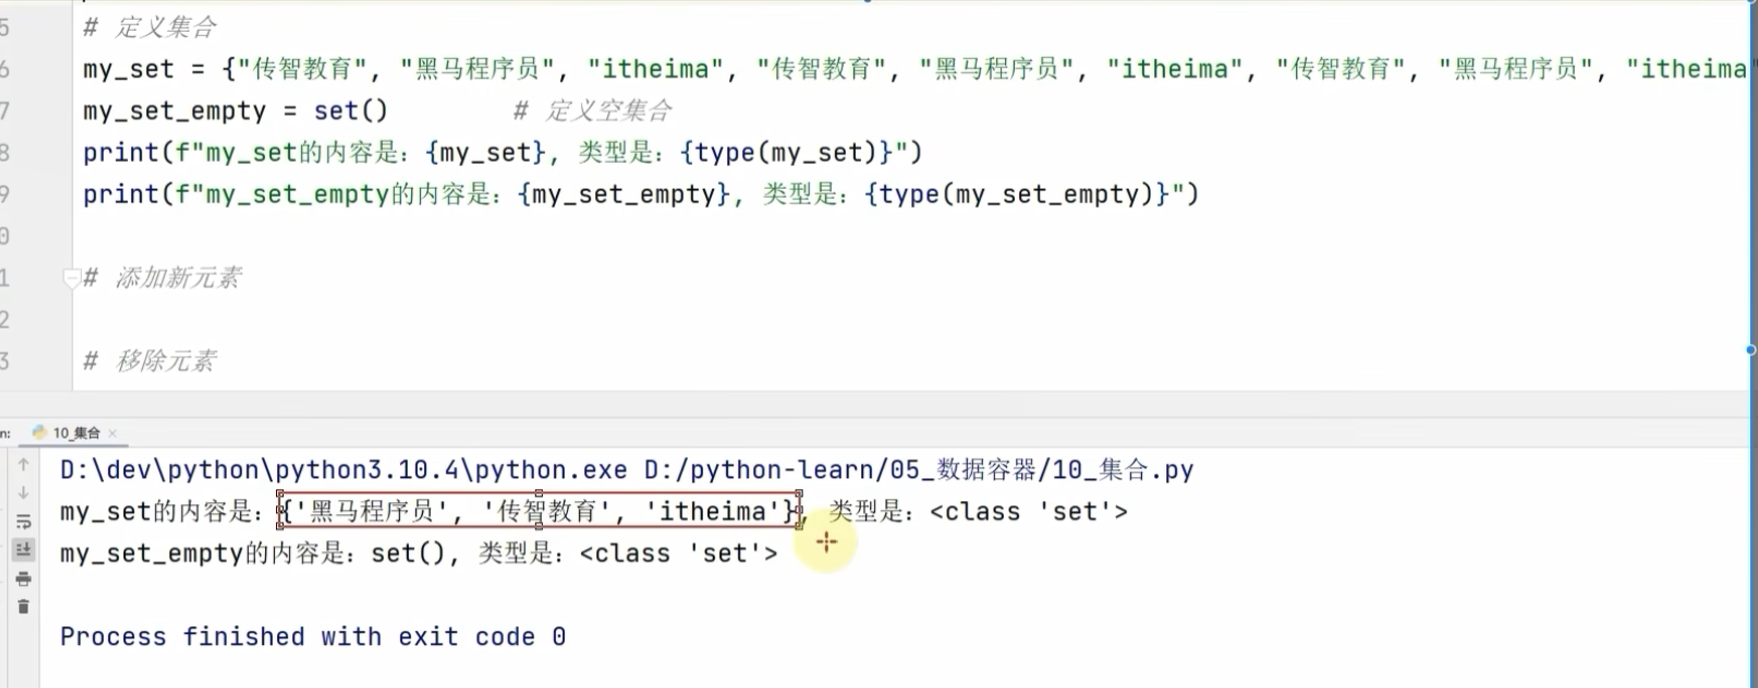 5 # 定义集合
6 my_set = {"传智教育", "黑马程序员", "itheima", "传智教育", "黑马程序员", "itheima", "传智教育", "黑马程序员", "itheima"
7 my_set_empty = set() # 定义空集合
8 print(f"my_set的内容是：{my_set}, 类型是：{type(my_set)}")
9 print(f"my_set_empty的内容是：{my_set_empty}, 类型是：{type(my_set_empty)}")
0
1 # 添加新元素
2
3 # 移除元素
n: 10_集合 ×
D:\dev\python\python3.10.4\python.exe D:/python-learn/05_数据容器/10_集合.py
my_set的内容是：{'黑马程序员', '传智教育', 'itheima'}, 类型是：<class 'set'>
my_set_empty的内容是：set(), 类型是：<class 'set'>
Process finished with exit code 0